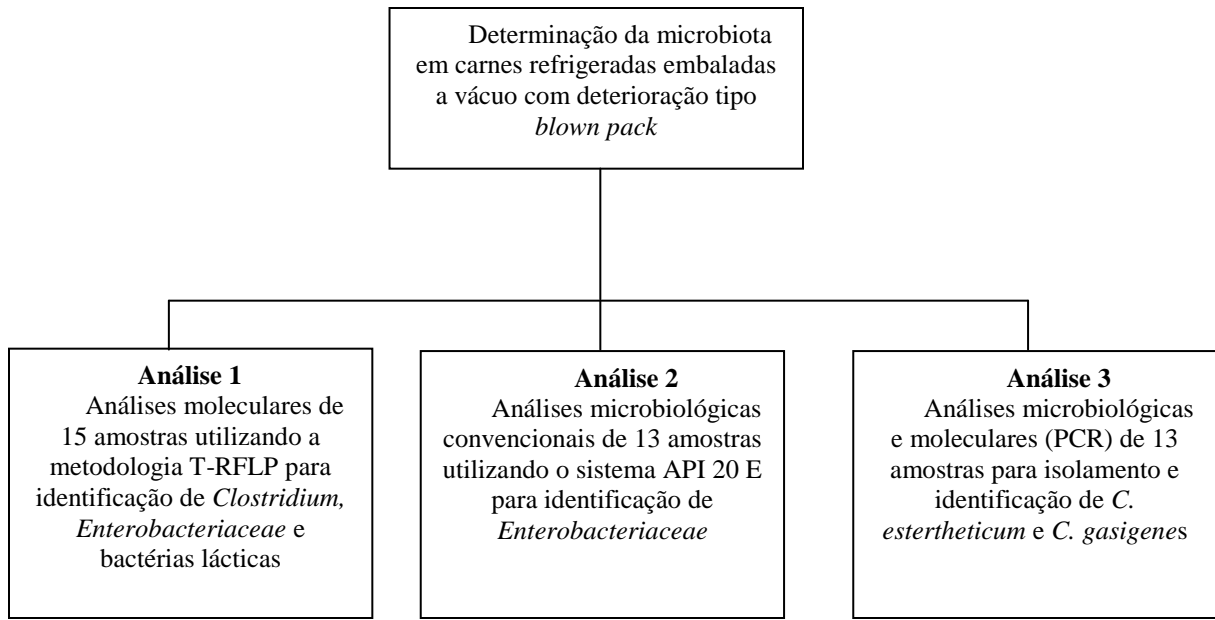 Determinação da microbiota
em carnes refrigeradas embaladas
a vácuo com deterioração tipo
blown pack
Análise 1
Análises moleculares de
15 amostras utilizando a
metodologia T-RFLP para
identificação de Clostridium,
Enterobacteriaceae e
bactérias lácticas
Análise 2
Análises microbiológicas
convencionais de 13 amostras
utilizando o sistema API 20 E
para identificação de
Enterobacteriaceae
Análise 3
Análises microbiológicas
e moleculares (PCR) de 13
amostras para isolamento e
identificação de C.
estertheticum e C. gasigenes